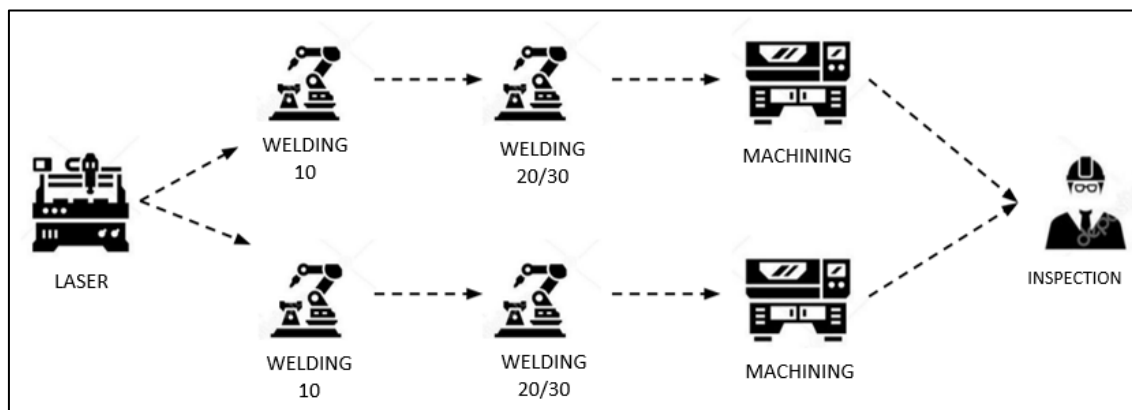 WELDING
10
WELDING
20/30
MACHINING
LASER
INSPECTION
WELDING
10
WELDING
20/30
MACHINING